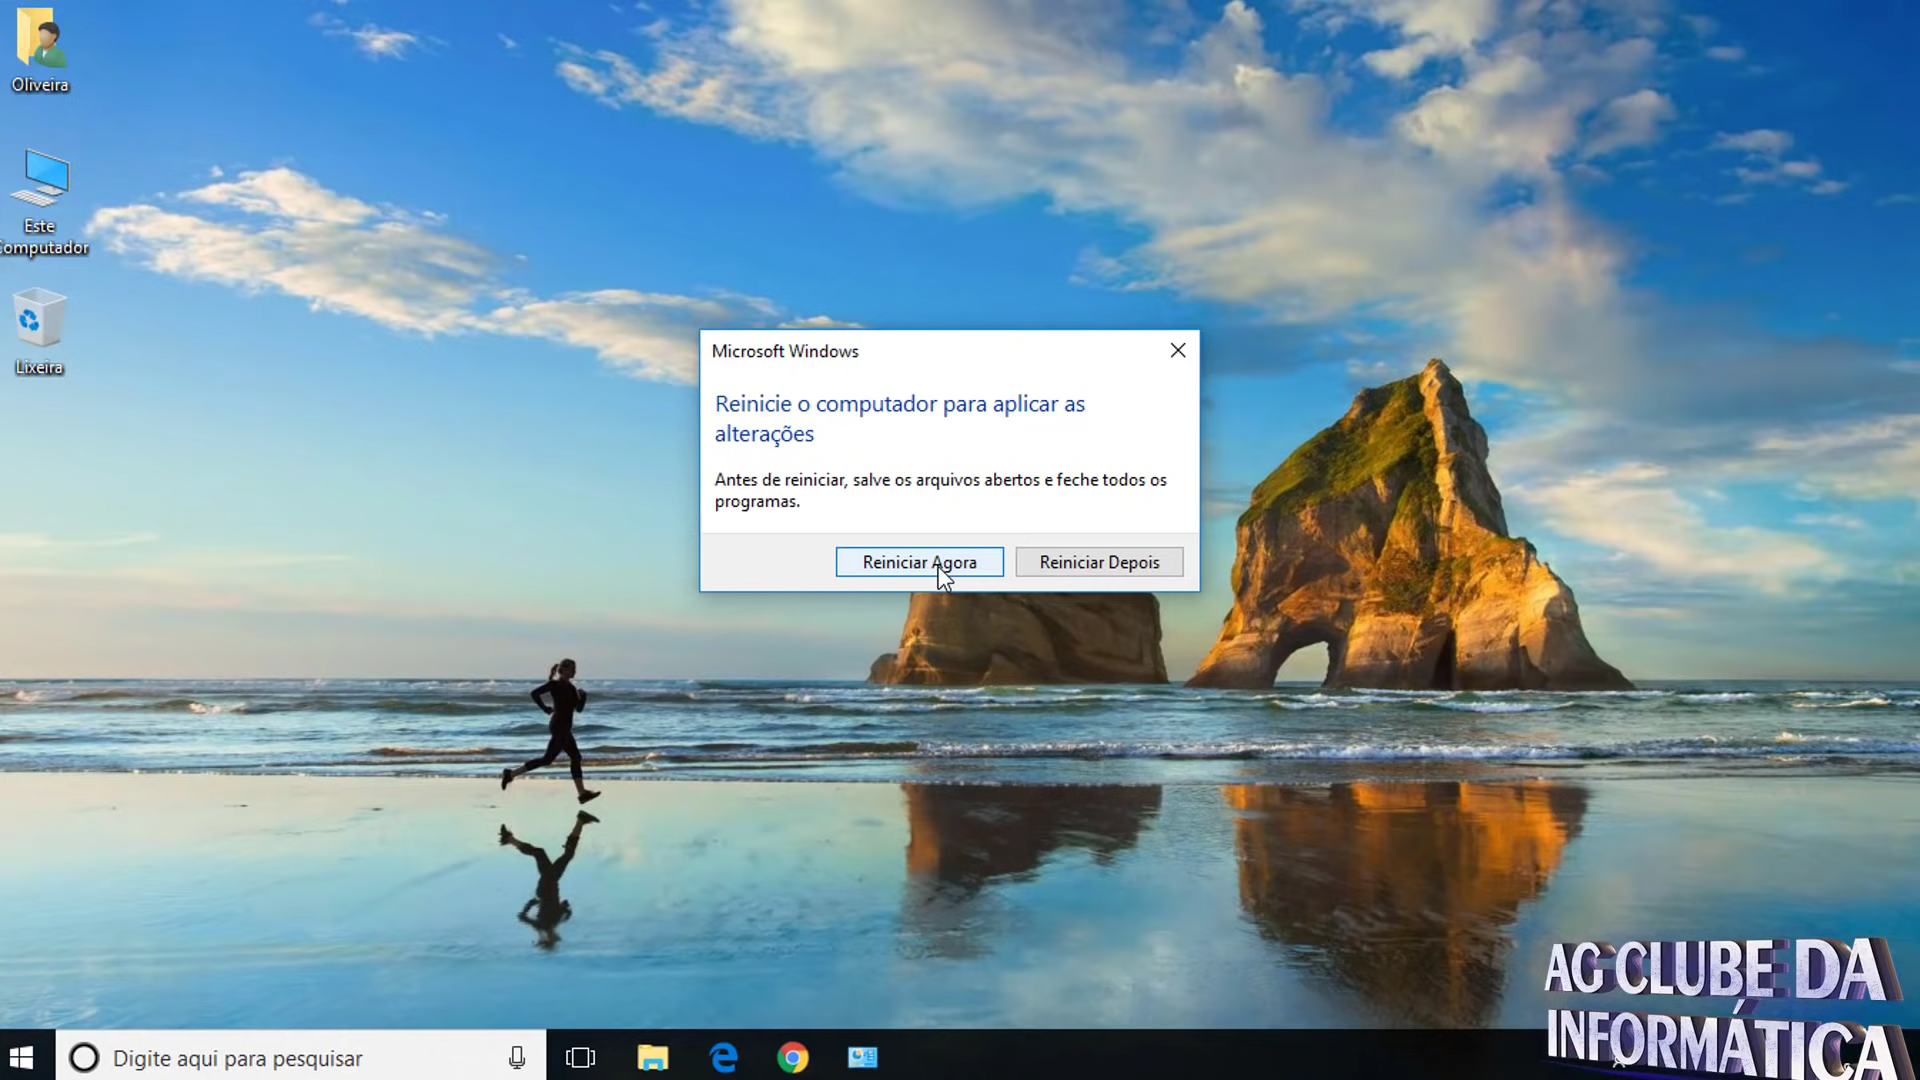 Oliveira
Este
Computador
Lixeira
Microsoft Windows
Reinicie o computador para aplicar as
alterações
Antes de reiniciar, salve os arquivos abertos e feche todos os
programas.
Reiniciar Agora
Reiniciar Depois
Digite aqui para pesquisar
AG CLUBE DA
INFORMÁTICA